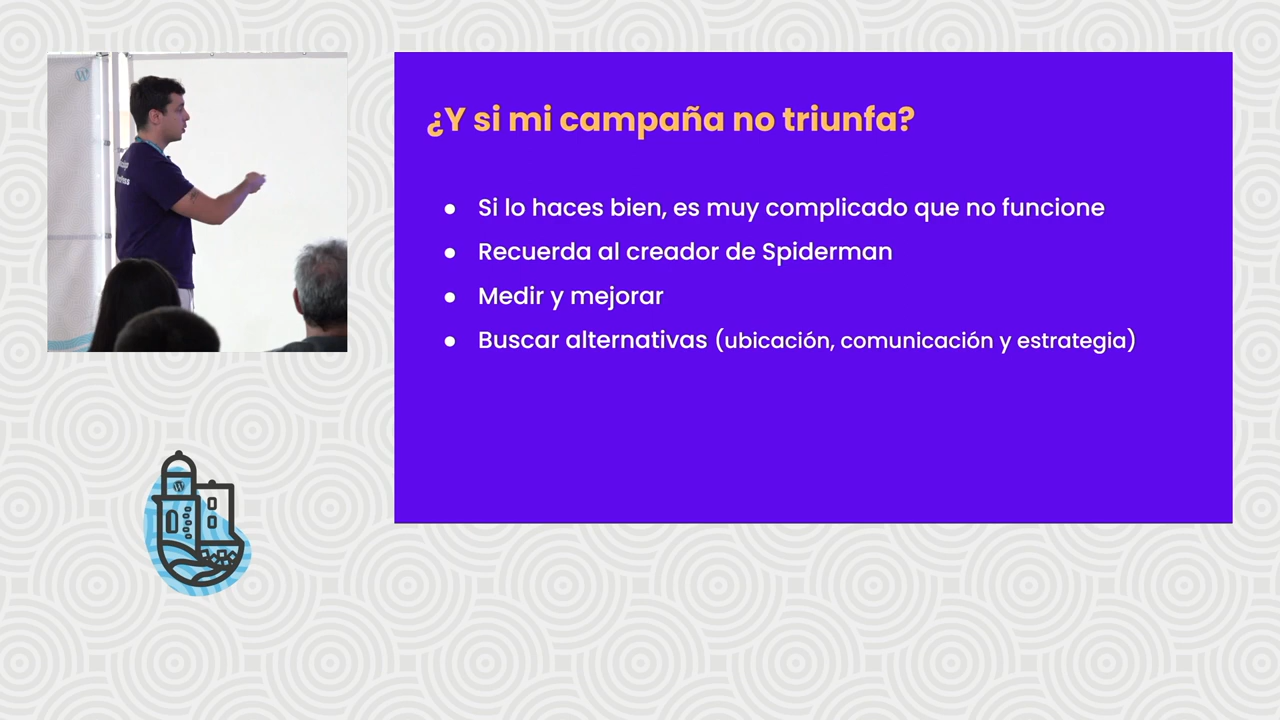 ¿Y si mi campaña no triunfa?
● Si lo haces bien, es muy complicado que no funcione
● Recuerda al creador de Spiderman
● Medir y mejorar
● Buscar alternativas (ubicación, comunicación y estrategia)